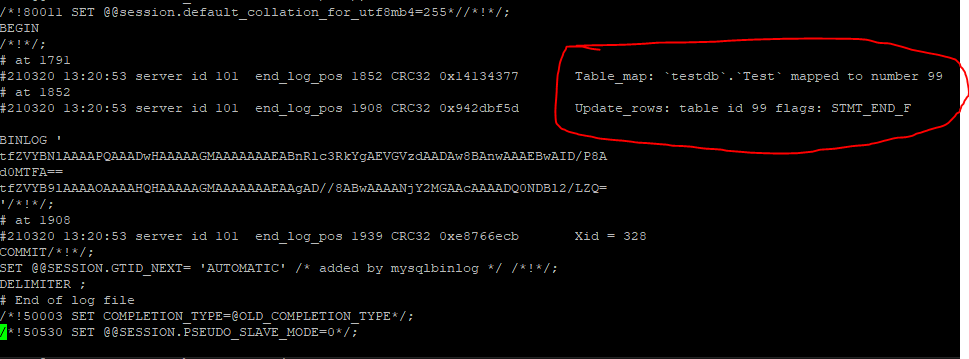 /*!80011 SET @@session.default_collation_for_utf8mb4=255*//*!*/;
BEGIN
/*!*/;
# at 1791
#210320 13:20:53 server id 101  end_log_pos 1852 CRC32 0x14134377       Table_map: `testdb`.`Test` mapped to number 99
# at 1852
#210320 13:20:53 server id 101  end_log_pos 1908 CRC32 0x942dbf5d       Update_rows: table id 99 flags: STMT_END_F
BINLOG '
tfZVYBNlAAAAPQAAADwHAAAAAGMAAAAAAAEABnRlc3RkYgAEVGVzdAADAw8BAnwAAAEBwAID/P8A
d0MTFA==
tfZVYB9lAAAAOAAAAHQHAAAAAGMAAAAAAAEAAgAD//8ABwAAAANjY2MGAAcAAAADQ0NDBl2/LZQ=
'/*!*/;
# at 1908
#210320 13:20:53 server id 101  end_log_pos 1939 CRC32 0xe8766ecb       Xid = 328
COMMIT/*!*/;
SET @@SESSION.GTID_NEXT= 'AUTOMATIC' /* added by mysqlbinlog */ /*!*/;
DELIMITER ;
# End of log file
/*!50003 SET COMPLETION_TYPE=@OLD_COMPLETION_TYPE*/;
/*!50530 SET @@SESSION.PSEUDO_SLAVE_MODE=0*/;